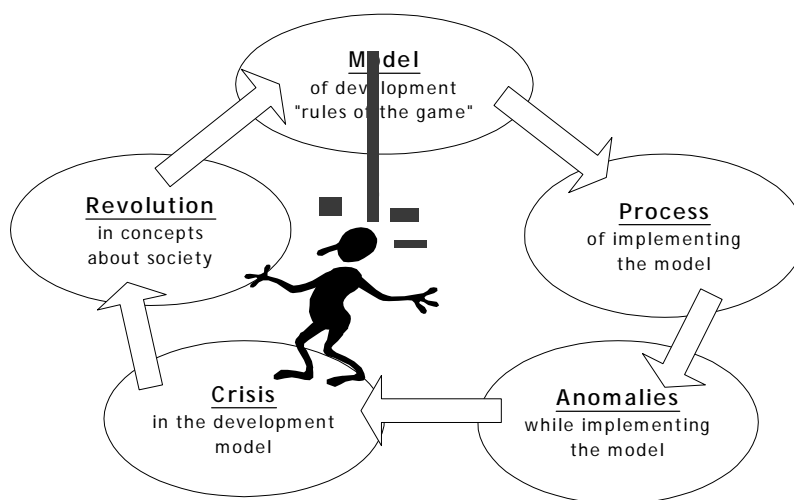 Model
of development
"rules of the game"
Process
of implementing
the model
Anomalies
while implementing
the model
Crisis
in the development
model
Revolution
in concepts
about society